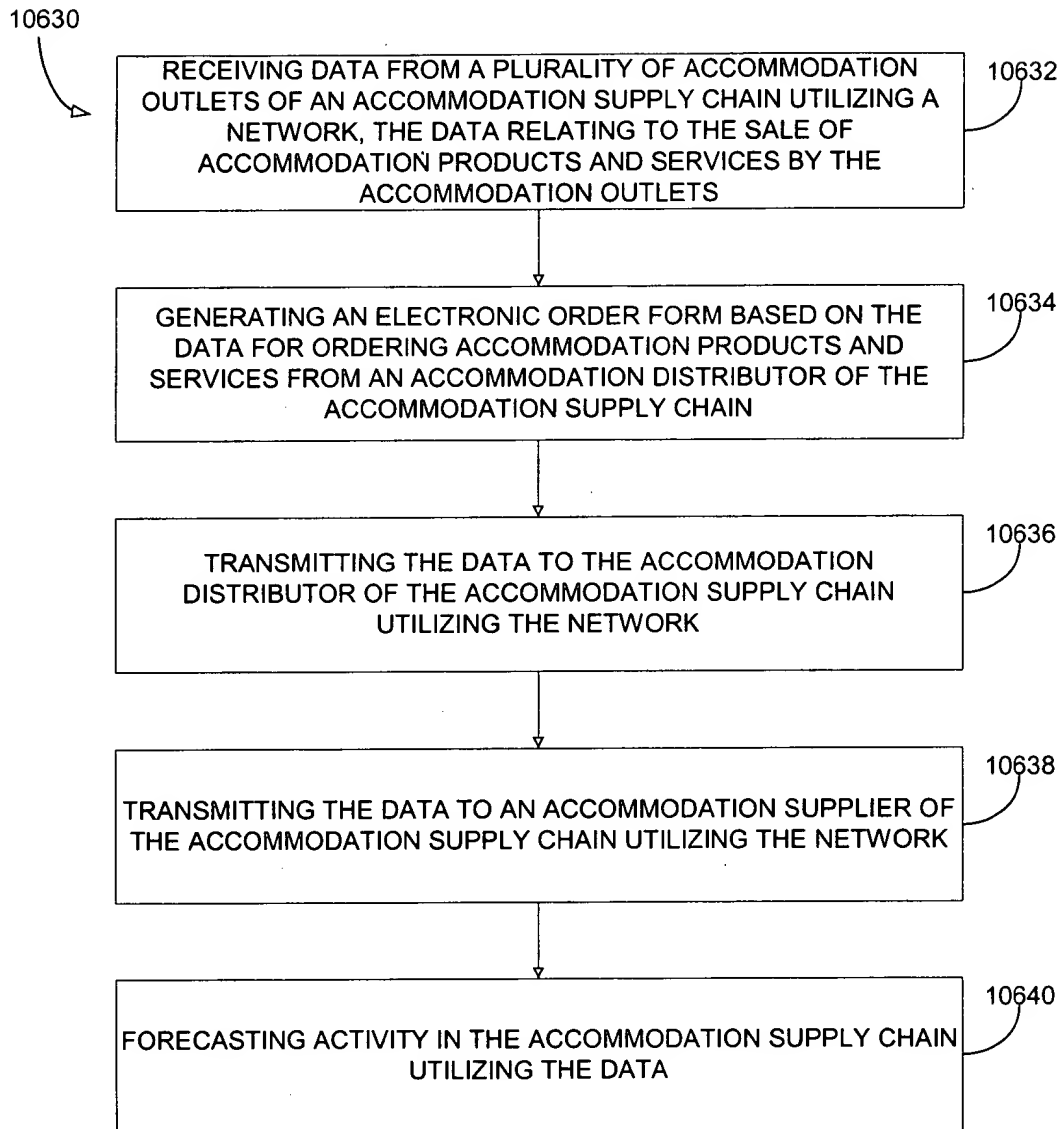 10630
RECEIVING DATA FROM A PLURALITY OF ACCOMMODATION
OUTLETS OF AN ACCOMMODATION SUPPLY CHAIN UTILIZING A
NETWORK, THE DATA RELATING TO THE SALE OF
ACCOMMODATION PRODUCTS AND SERVICES BY THE
ACCOMMODATION OUTLETS
10632
GENERATING AN ELECTRONIC ORDER FORM BASED ON THE
DATA FOR ORDERING ACCOMMODATION PRODUCTS AND
SERVICES FROM AN ACCOMMODATION DISTRIBUTOR OF THE
ACCOMMODATION SUPPLY CHAIN
10634
TRANSMITTING THE DATA TO THE ACCOMMODATION
DISTRIBUTOR OF THE ACCOMMODATION SUPPLY CHAIN
UTILIZING THE NETWORK
10636
TRANSMITTING THE DATA TO AN ACCOMMODATION SUPPLIER OF
THE ACCOMMODATION SUPPLY CHAIN UTILIZING THE NETWORK
10638
FORECASTING ACTIVITY IN THE ACCOMMODATION SUPPLY CHAIN
UTILIZING THE DATA
10640